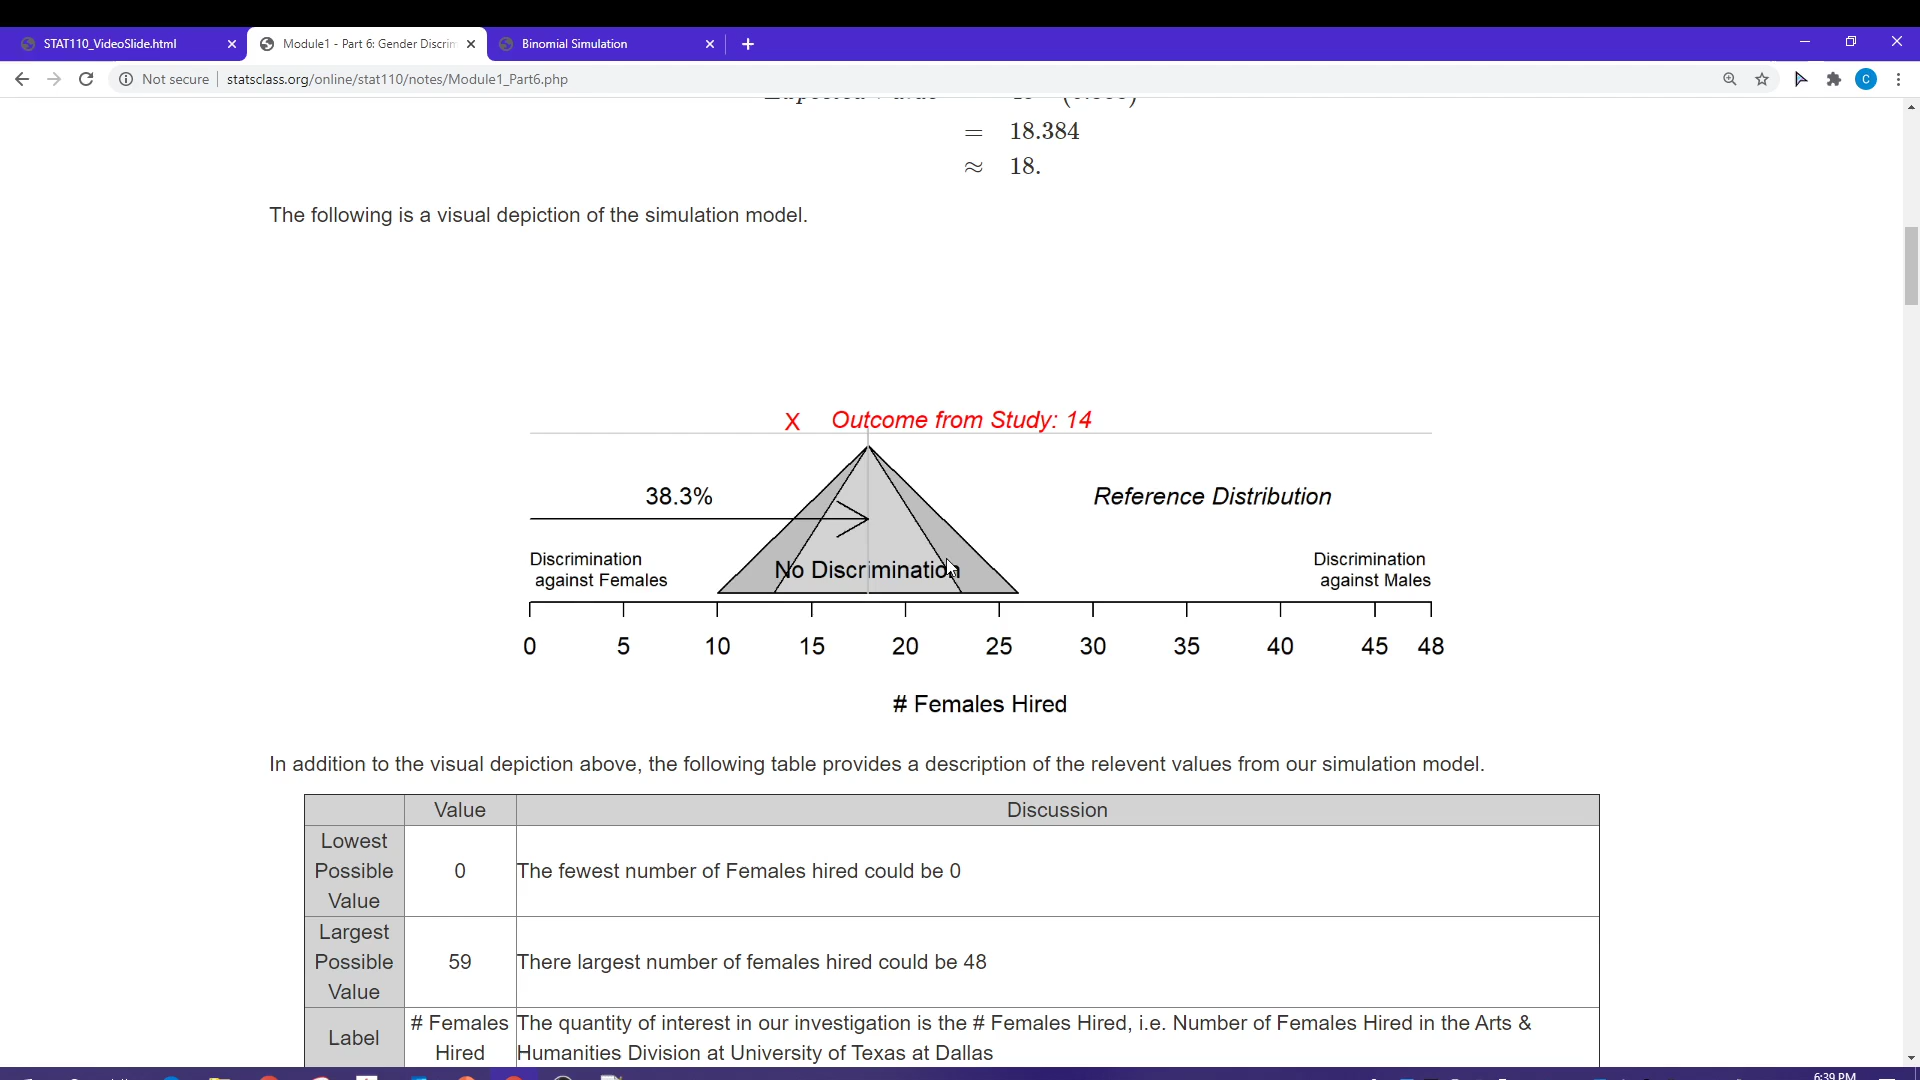 STAT110_VideoSlide.html
Module1 - Part 6: Gender Discrim
Binomial Simulation
Not secure
statsclass.org/online/stat110/notes/Module1_Part6.php
C
= 18.384
≈ 18.
The following is a visual depiction of the simulation model.
X Outcome from Study: 14
38.3%
Reference Distribution
Discrimination
against Females
No Discrimination
Discrimination
against Males
0 5 10 15 20 25 30 35 40 45 48
# Females Hired
In addition to the visual depiction above, the following table provides a description of the relevent values from our simulation model.
Value
Discussion
Lowest
Possible
Value
0
The fewest number of Females hired could be 0
Largest
Possible
Value
59
There largest number of females hired could be 48
Label
# Females
Hired
The quantity of interest in our investigation is the # Females Hired, i.e. Number of Females Hired in the Arts &
Humanities Division at University of Texas at Dallas
6:39 PM